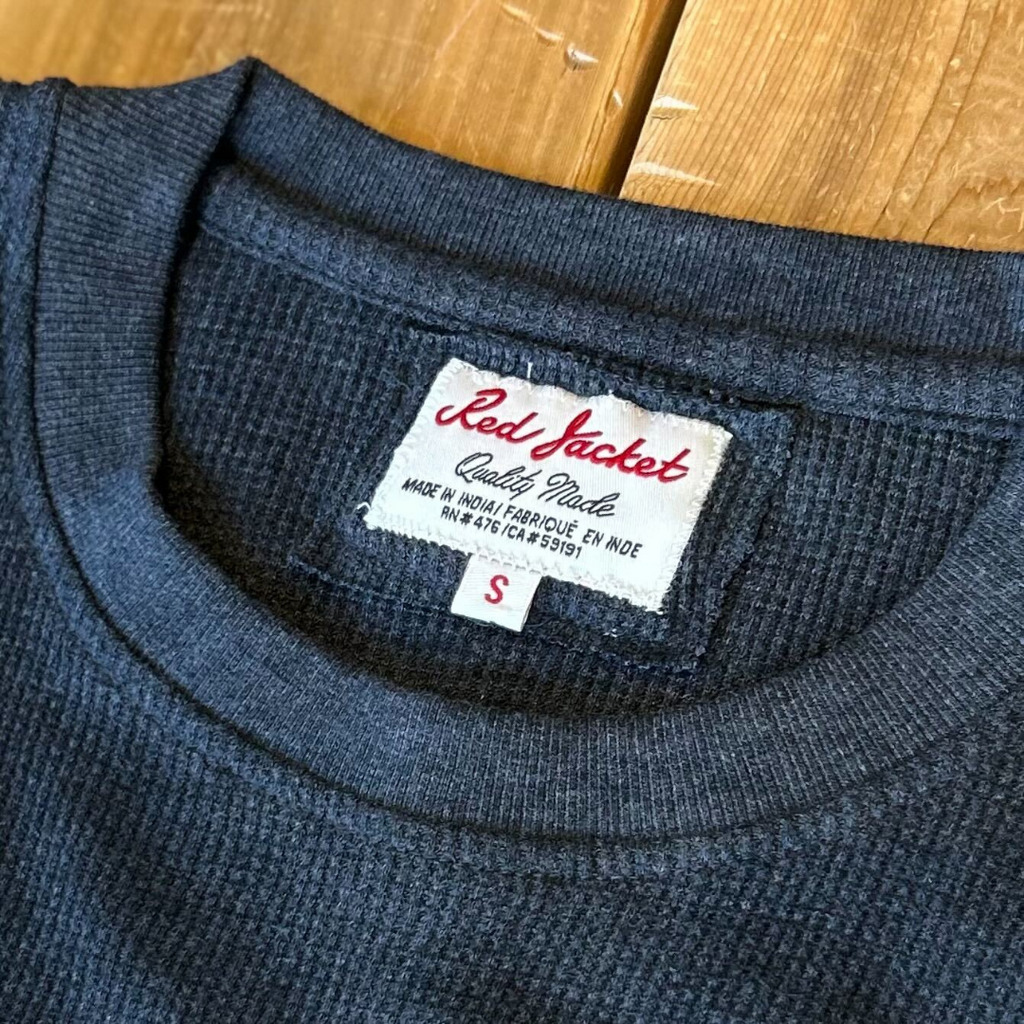 Red Jacket
Quality Made
MADE IN INDIA/ FABRIQUÉ EN INDE
RN#476/CA#59191
S